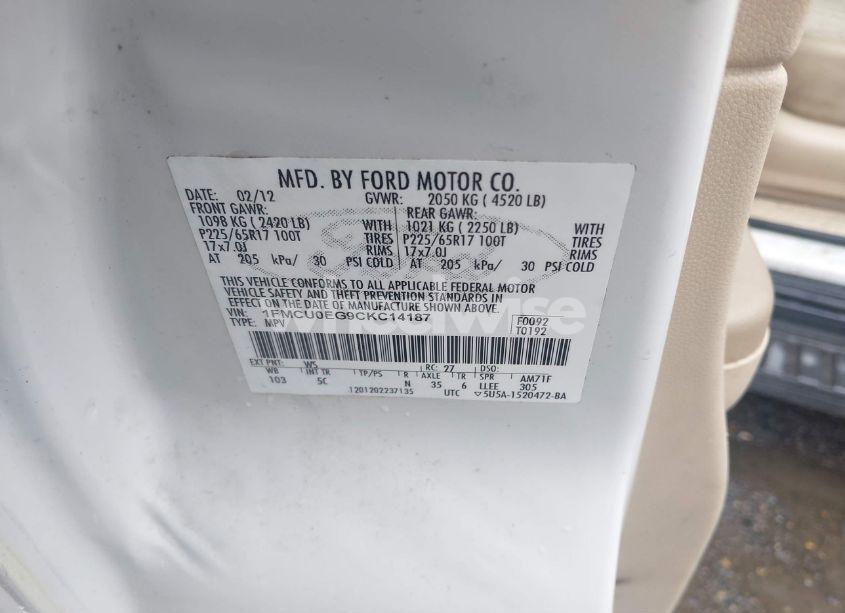 MFD. BY FORD MOTOR CO.
DATE: 02/12 GVWR: 2050 KG ( 4520 LB)
FRONT GAWR: REAR GAWR:
1098 KG ( 2420 LB) WITH 1021 KG ( 2250 LB) WITH
P225/65R17 100T TIRES P225/65R17 100T TIRES
17x7.0J RIMS 17x7.0J RIMS
AT 205 kPa/ 30 PSI COLD AT 205 kPa/ 30 PSI COLD
THIS VEHICLE CONFORMS TO ALL APPLICABLE FEDERAL MOTOR
VEHICLE SAFETY AND THEFT PREVENTION STANDARDS IN
EFFECT ON THE DATE OF MANUFACTURE SHOWN ABOVE.
VIN: 1FMCU0EG9CKC14187 F0092
TYPE: MPV T0192
EXT PNT: WS RC: 27 DSO:
WB INT TR TP/PS R AXLE TR SPR AM71F
103 5C N 35 6 LLEE 305
1201202237135 UTC ▽5U5A-1520472-BA